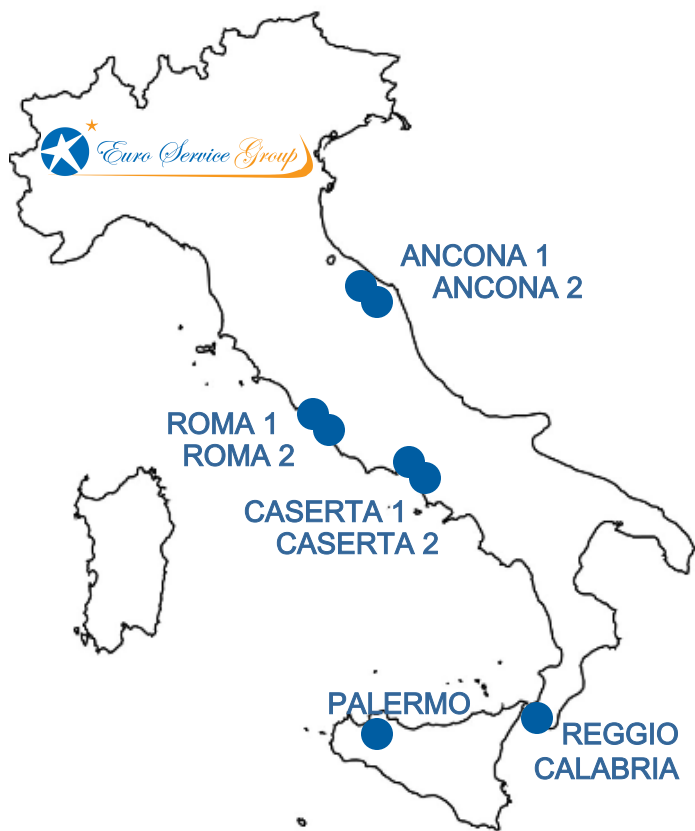 Euro Service Group
ANCONA 1
ANCONA 2
ROMA 1
ROMA 2
CASERTA 1
CASERTA 2
PALERMO
REGGIO
CALABRIA